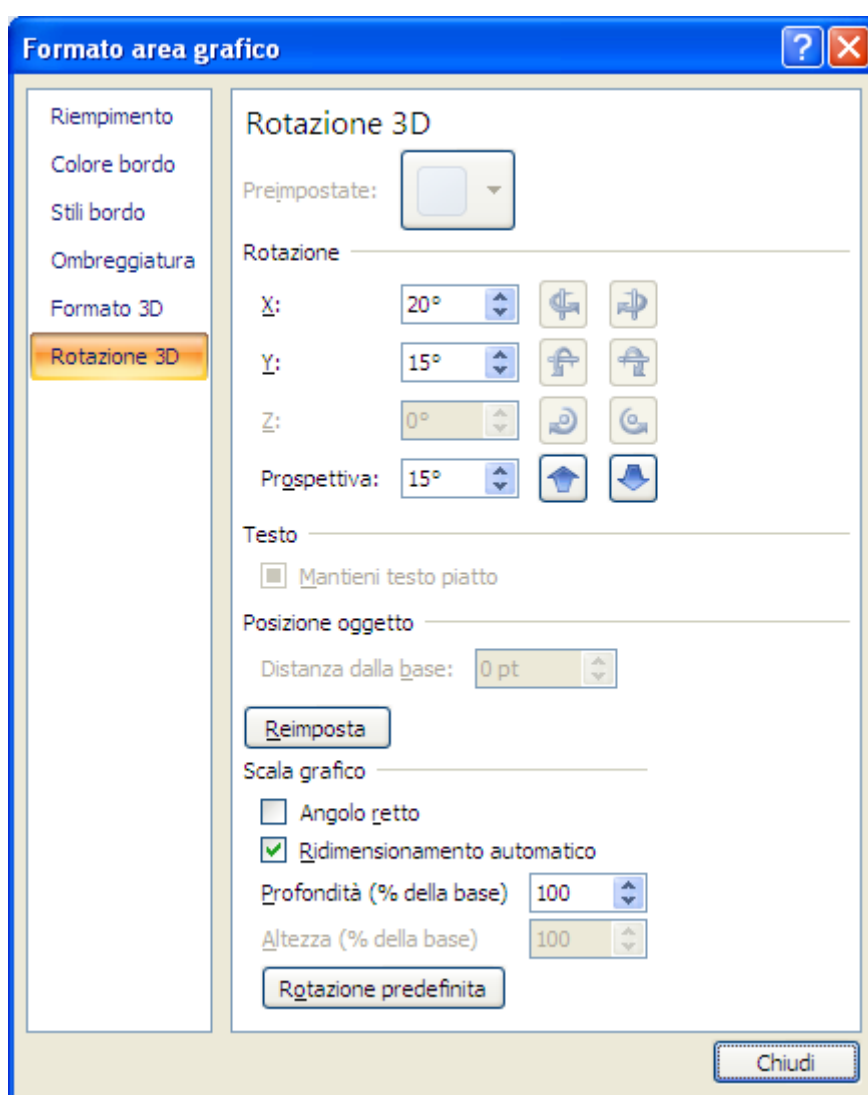 Formato area grafico
Riempimento
Colore bordo
Stili bordo
Ombreggiatura
Formato 3D
Rotazione 3D
Rotazione 3D
Preimpostate:
Rotazione
X: 20°
Y: 15°
Z: 0°
Prospettiva: 15°
Testo
Mantieni testo piatto
Posizione oggetto
Distanza dalla base: 0 pt
Reimposta
Scala grafico
Angolo retto
Ridimensionamento automatico
Profondità (% della base) 100
Altezza (% della base) 100
Rotazione predefinita
Chiudi